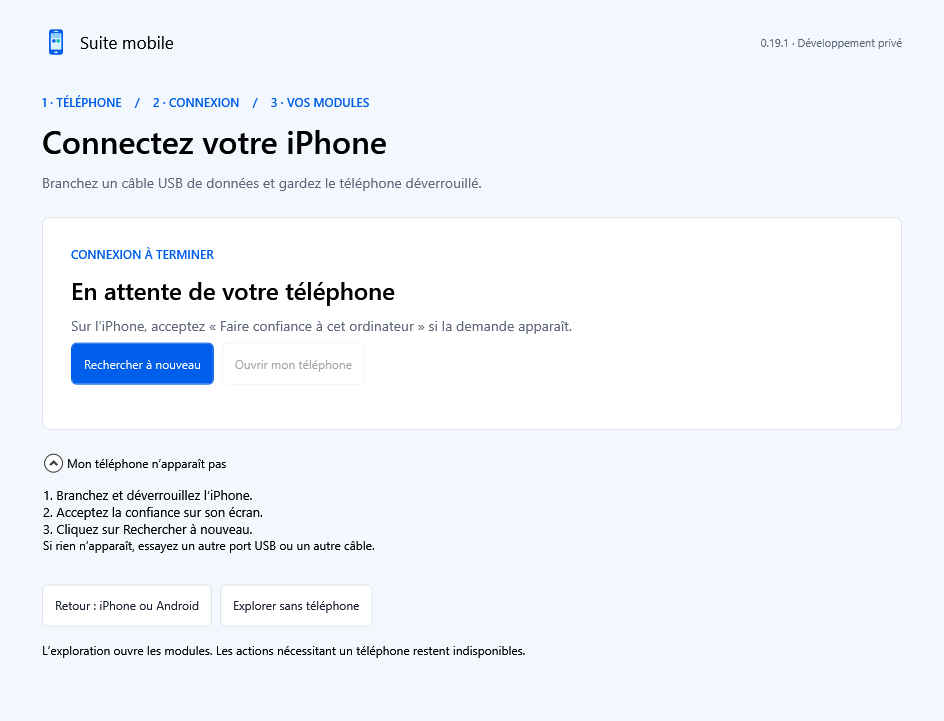 Suite mobile
0.19.1 · Développement privé
1 · TÉLÉPHONE / 2 · CONNEXION / 3 · VOS MODULES
Connectez votre iPhone
Branchez un câble USB de données et gardez le téléphone déverrouillé.
CONNEXION À TERMINER
En attente de votre téléphone
Sur l’iPhone, acceptez « Faire confiance à cet ordinateur » si la demande apparaît.
Rechercher à nouveau
Ouvrir mon téléphone
Mon téléphone n’apparaît pas
1. Branchez et déverrouillez l’iPhone.
2. Acceptez la confiance sur son écran.
3. Cliquez sur Rechercher à nouveau.
Si rien n’apparaît, essayez un autre port USB ou un autre câble.
Retour : iPhone ou Android
Explorer sans téléphone
L’exploration ouvre les modules. Les actions nécessitant un téléphone restent indisponibles.